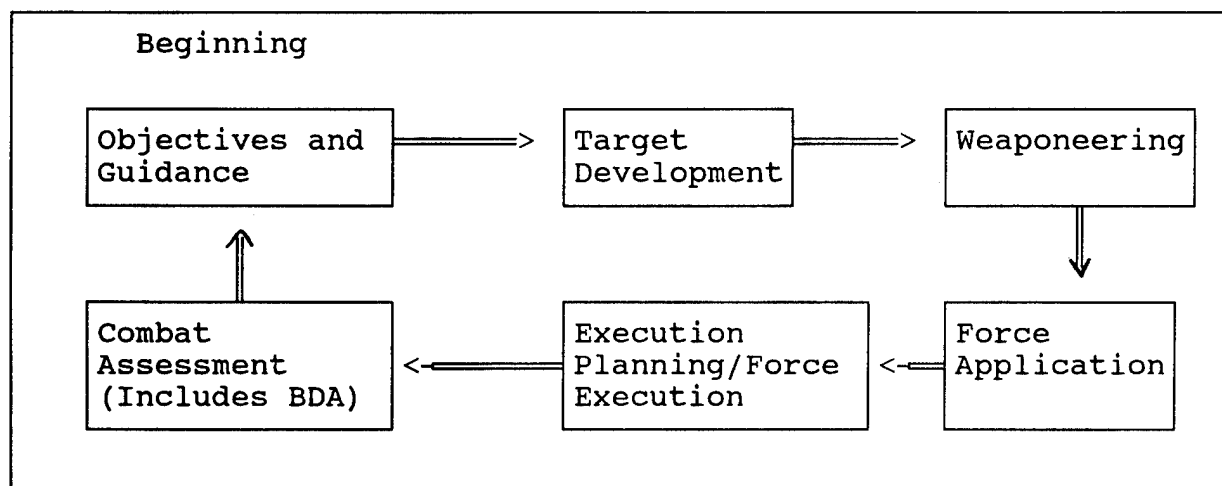 Beginning
Objectives and
Guidance
Target
Development
Weaponeering
Combat
Assessment
(Includes BDA)
Execution
Planning/Force
Execution
Force
Application